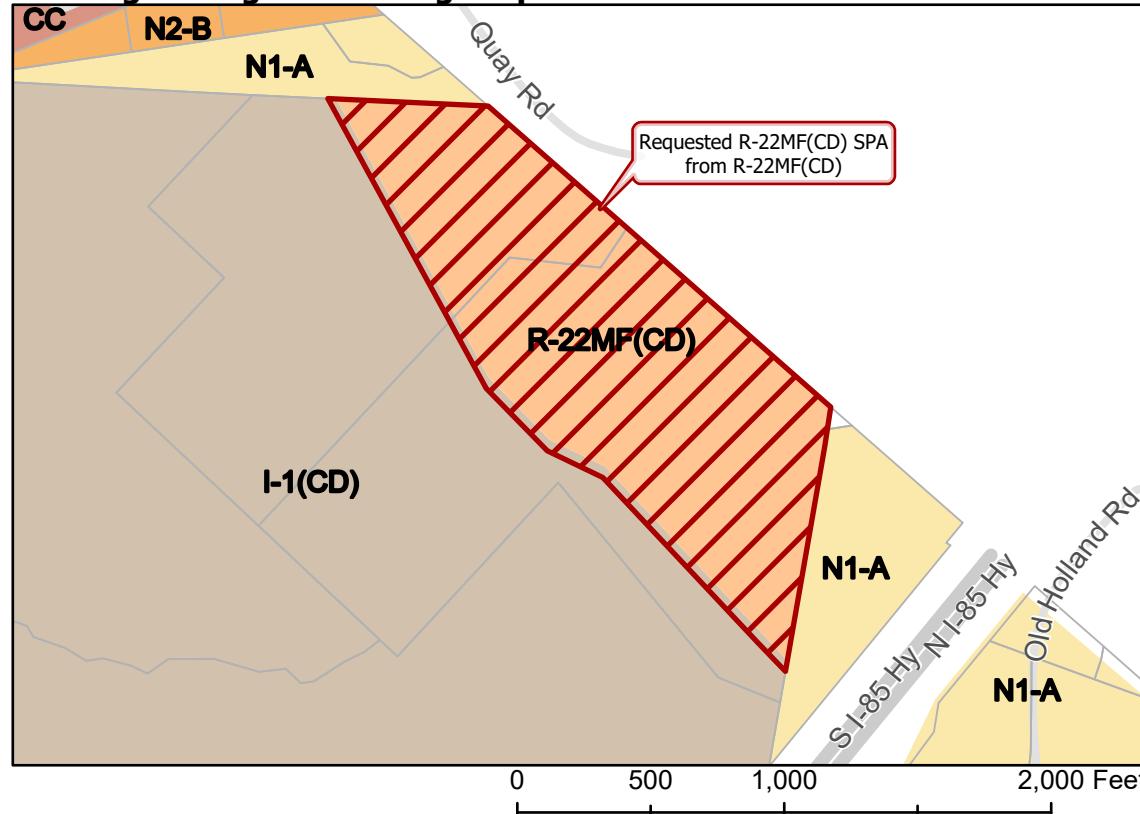 CC
N2-B
N1-A
Quay Rd
Requested R-22MF(CD) SPA
from R-22MF(CD)
R-22MF(CD)
I-1(CD)
N1-A
S I-85 Hy
N I-85 Hy
Old Holland Rd
N1-A
0 500 1,000 2,000 Feet